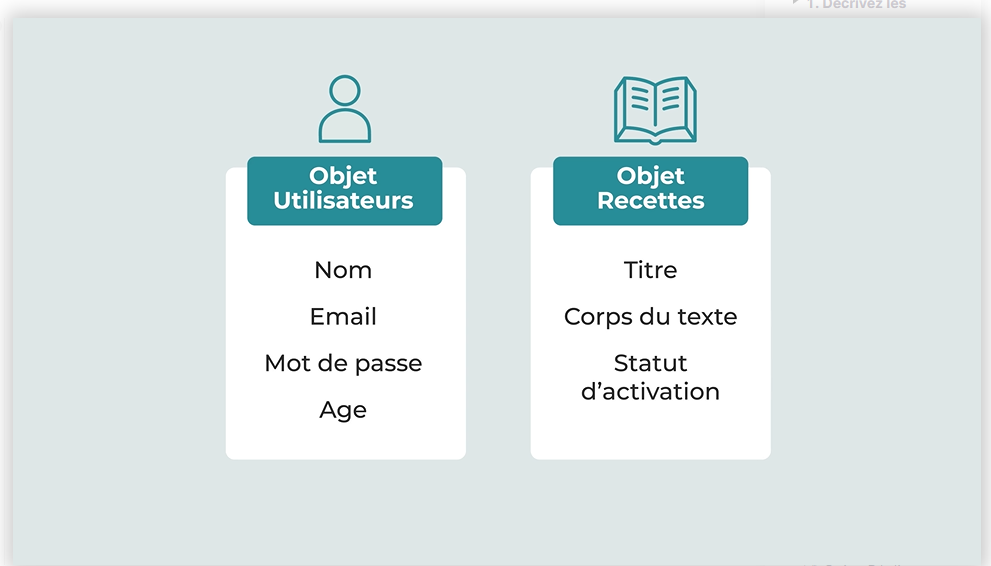 1. Décrivez les
Objet
Utilisateurs
Nom
Email
Mot de passe
Age
Objet
Recettes
Titre
Corps du texte
Statut
d’activation